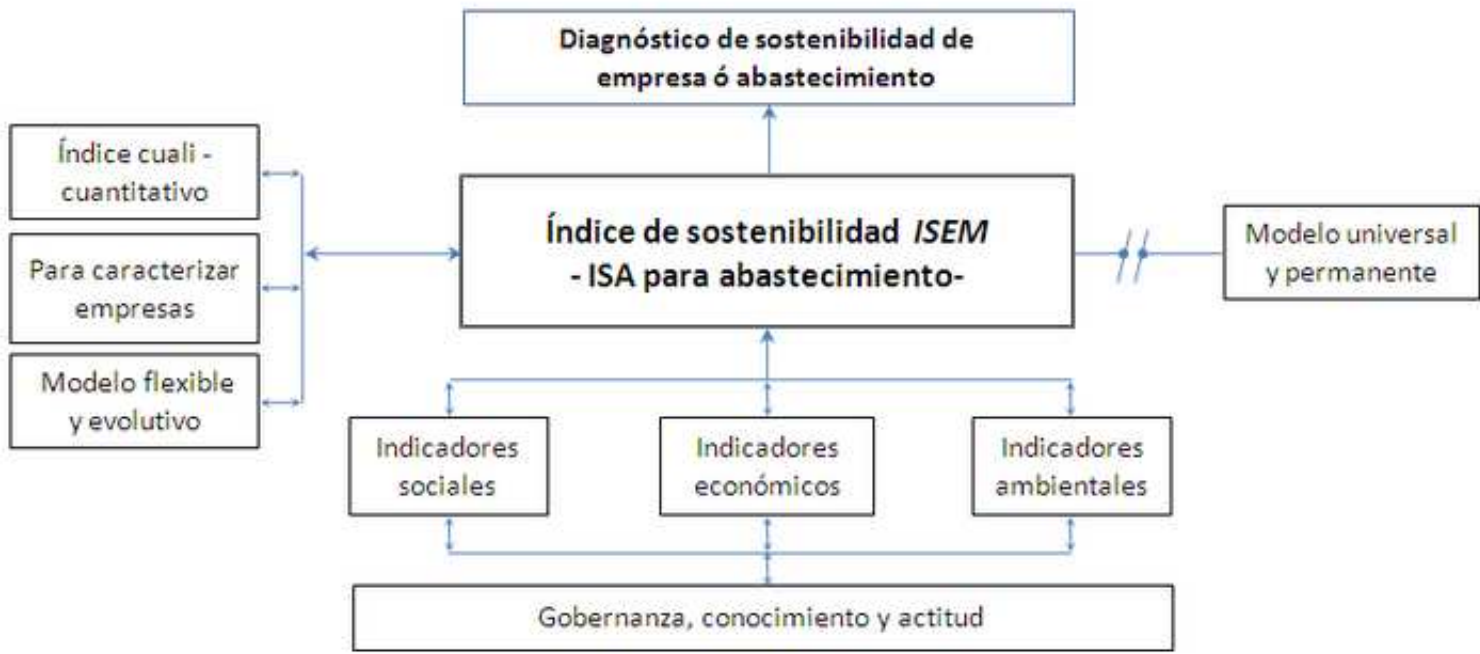 Diagnóstico de sostenibilidad de
empresa ó abastecimiento
Índice cuali -
cuantitativo
Para caracterizar
empresas
Modelo flexible
y evolutivo
Índice de sostenibilidad ISEM
- ISA para abastecimiento-
Modelo universal
y permanente
Indicadores
sociales
Indicadores
económicos
Indicadores
ambientales
Gobernanza, conocimiento y actitud